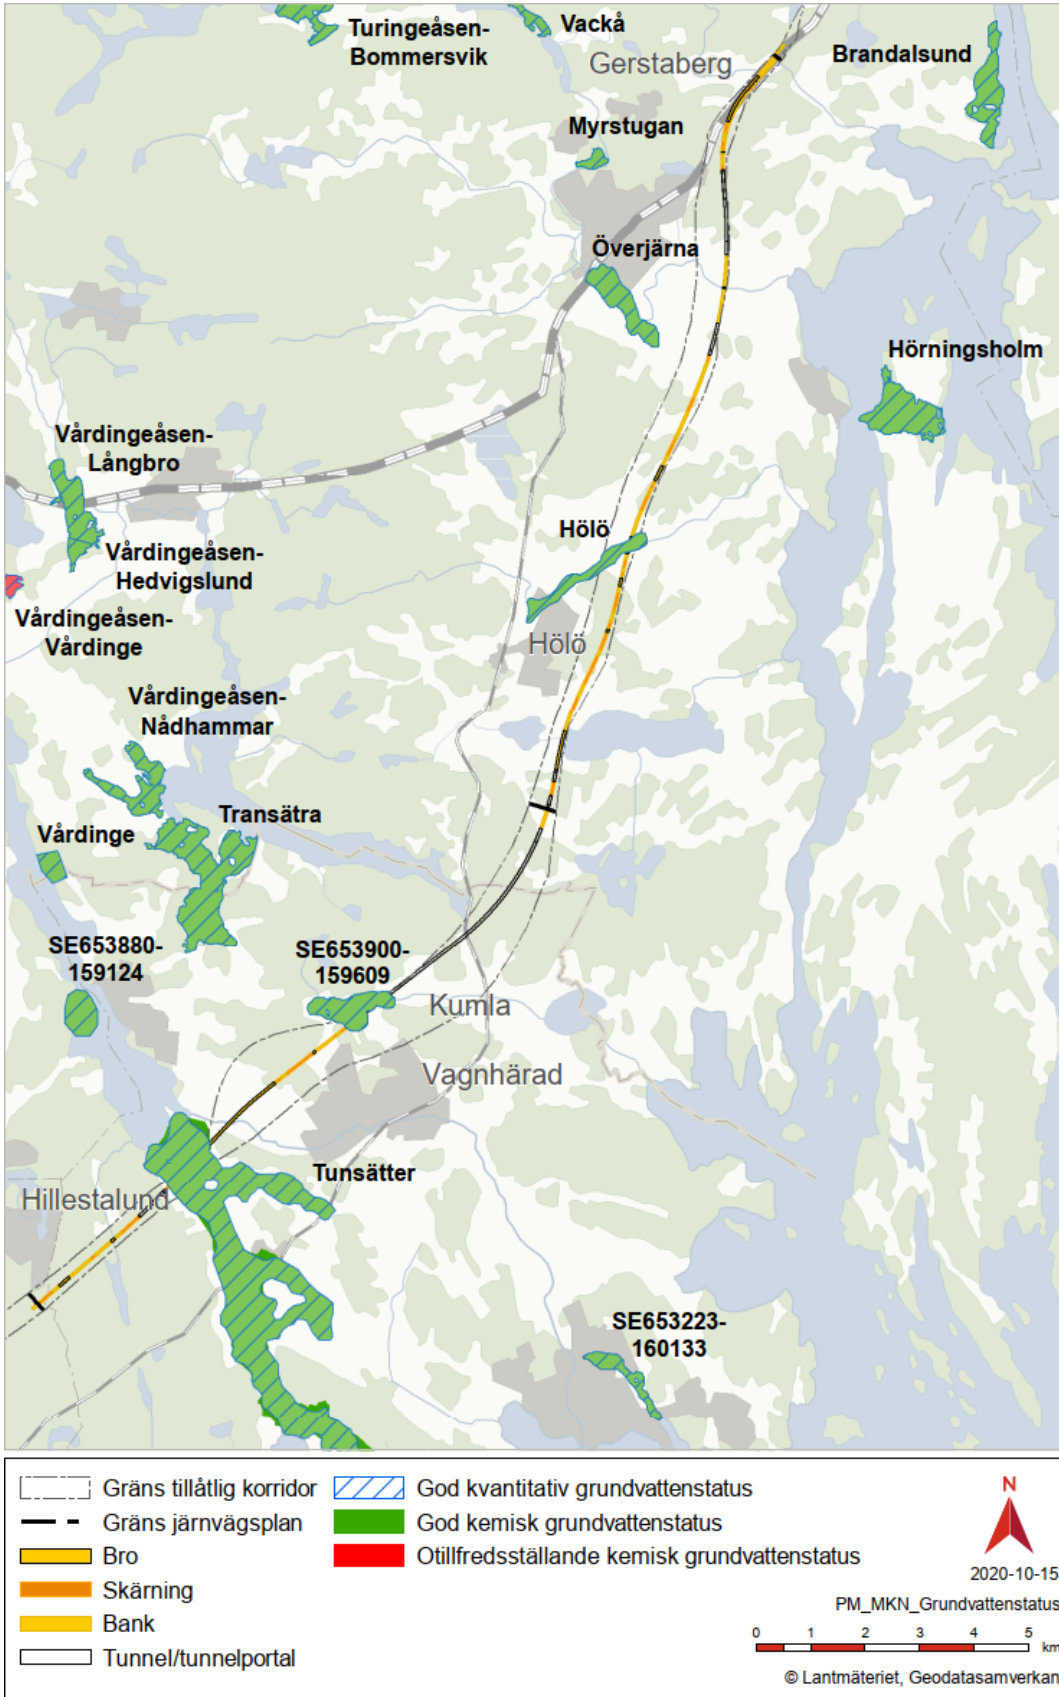 Turingeåsen-
Bommersvik
Vackå
Gerstaberg
Brandalsund
Myrstugan
Överjärna
Hörningsholm
Vårdingeåsen-
Långbro
Hölö
Vårdingeåsen-
Hedvigslund
Vårdingeåsen-
Vårdinge
Hölö
Vårdingeåsen-
Nådhammar
Transätra
Vårdinge
SE653880-
159124
SE653900-
159609
Kumla
Vagnhärad
Tunsätter
Hillestalund
SE653223-
160133
Gräns tillåtlig korridor
Gräns järnvägsplan
Bro
Skärning
Bank
Tunnel/tunnelportal
God kvantitativ grundvattenstatus
God kemisk grundvattenstatus
Otillfredsställande kemisk grundvattenstatus
N
2020-10-15
PM_MKN_Grundvattenstatus
0 1 2 3 4 5 km
© Lantmäteriet, Geodatasamverkan